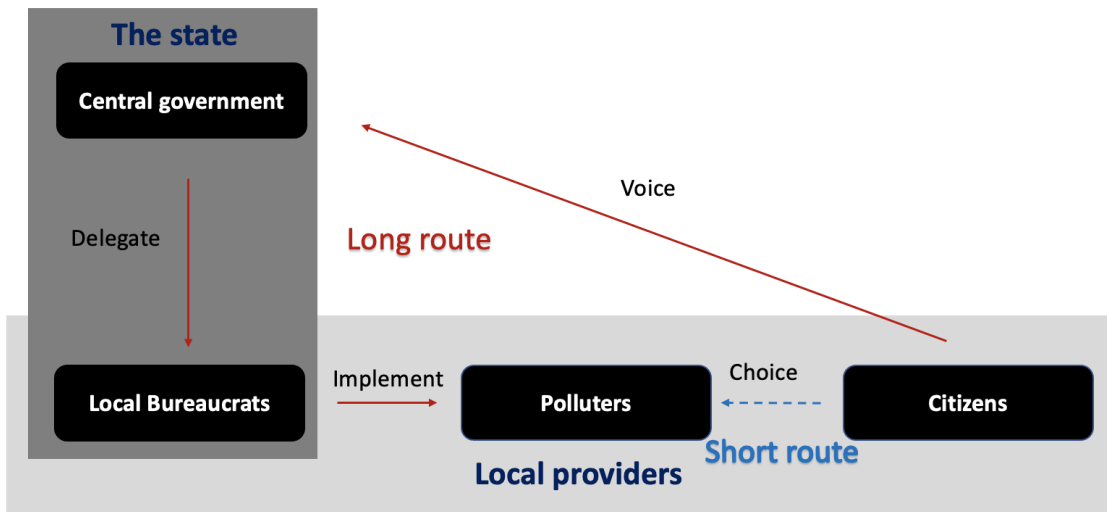 The state
Central government
Voice
Delegate
Long route
Implement
Choice
Local Bureaucrats
Polluters
Citizens
Short route
Local providers